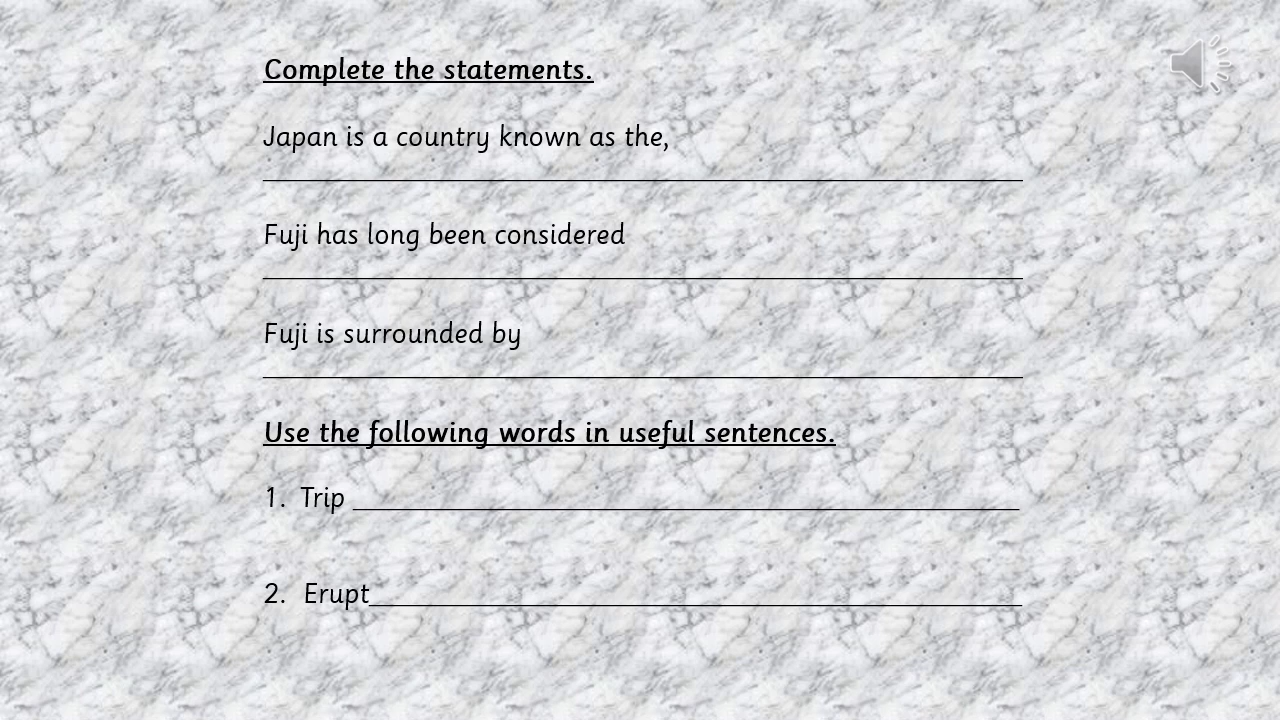 Complete the statements.
Japan is a country known as the,
Fuji has long been considered
Fuji is surrounded by
Use the following words in useful sentences.
1. Trip
2. Erupt